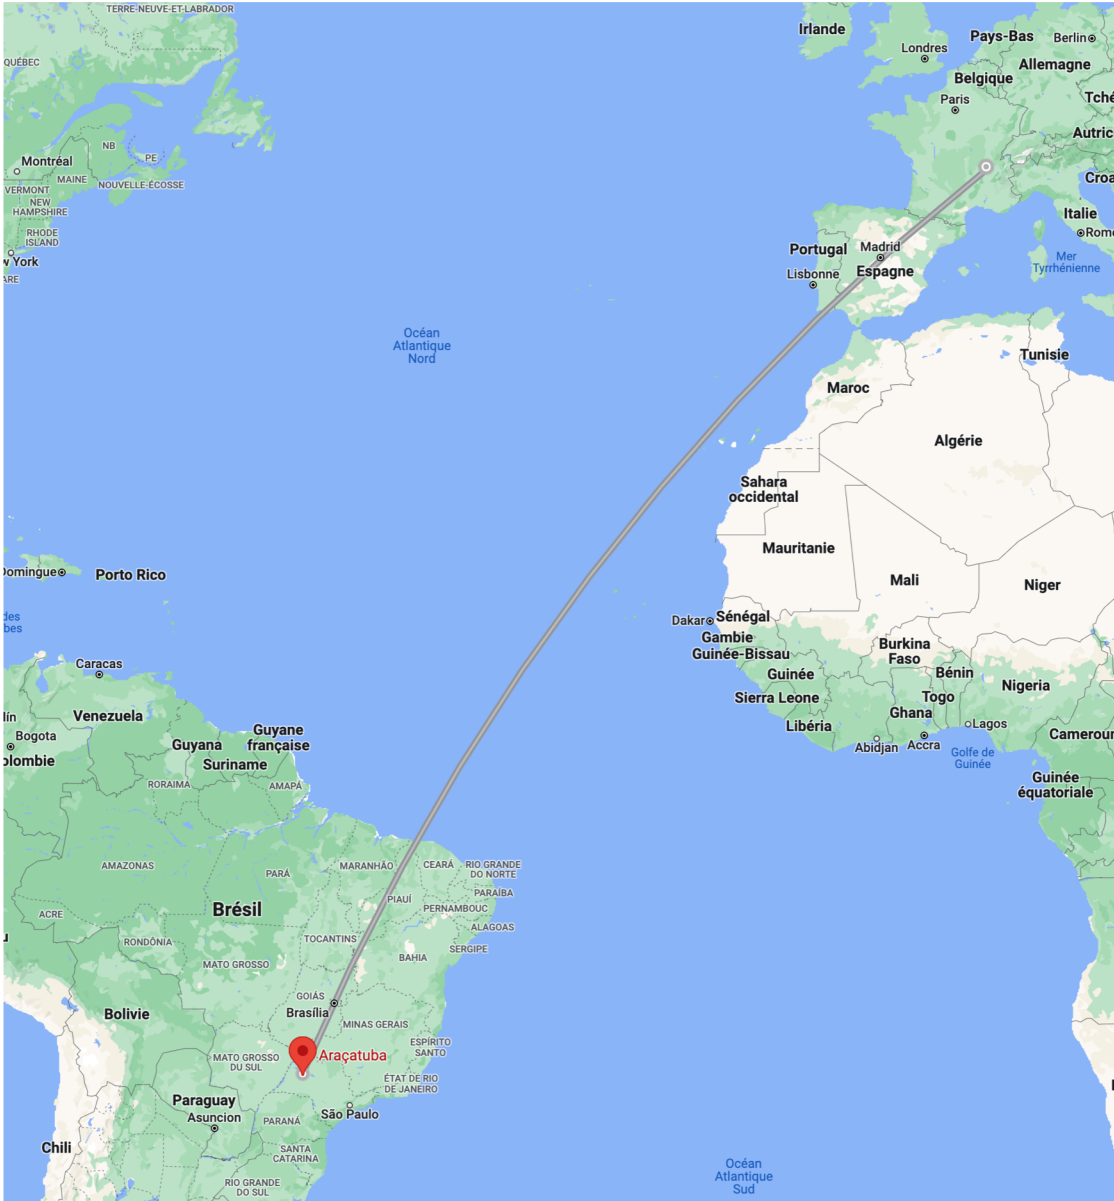 TERRE-NEUVE-ET-LABRADOR
Irlande
Pays-Bas
Berlin
Londres
QUÉBEC
Allemagne
Belgique
Paris
Tché
Autric
NB
PE
Montréal
MAINE
NOUVELLE-ÉCOSSE
VERMONT
NEW
HAMPSHIRE
Croa
Italie
RHODE
ISLAND
Rome
w York
Portugal
Madrid
Mer
Tyrrhénienne
Lisbonne
Espagne
ARE
Océan
Atlantique
Nord
Tunisie
Maroc
Algérie
Sahara
occidental
Mauritanie
Domingue
Porto Rico
Mali
Niger
des
bes
Dakar
Sénégal
Gambie
Guinée-Bissau
Burkina
Faso
Caracas
Guinée
Bénin
Nigeria
Sierra Leone
Togo
lín
Venezuela
Ghana
Libéria
Lagos
Bogota
Guyane
française
Guyana
Abidjan
Accra
Cameroun
olombie
Suriname
Golfe de
Guinée
RORAIMA
AMAPÁ
Guinée
équatoriale
AMAZONAS
PARÁ
MARANHÃO
CEARÁ
RIO GRANDE
DO NORTE
PARAÍBA
PIAUÍ
PERNAMBOUC
ACRE
Brésil
ALAGOAS
u
RONDÔNIA
TOCANTINS
SERGIPE
MATO GROSSO
BAHIA
GOIÁS
Bolivie
Brasília
MINAS GERAIS
ESPÍRITO
SANTO
MATO GROSSO
DU SUL
Araçatuba
ÉTAT DE RIO
DE JANEIRO
Paraguay
Asuncion
São Paulo
PARANÁ
Chili
SANTA
CATARINA
Océan
Atlantique
Sud
RIO GRANDE
DO SUL